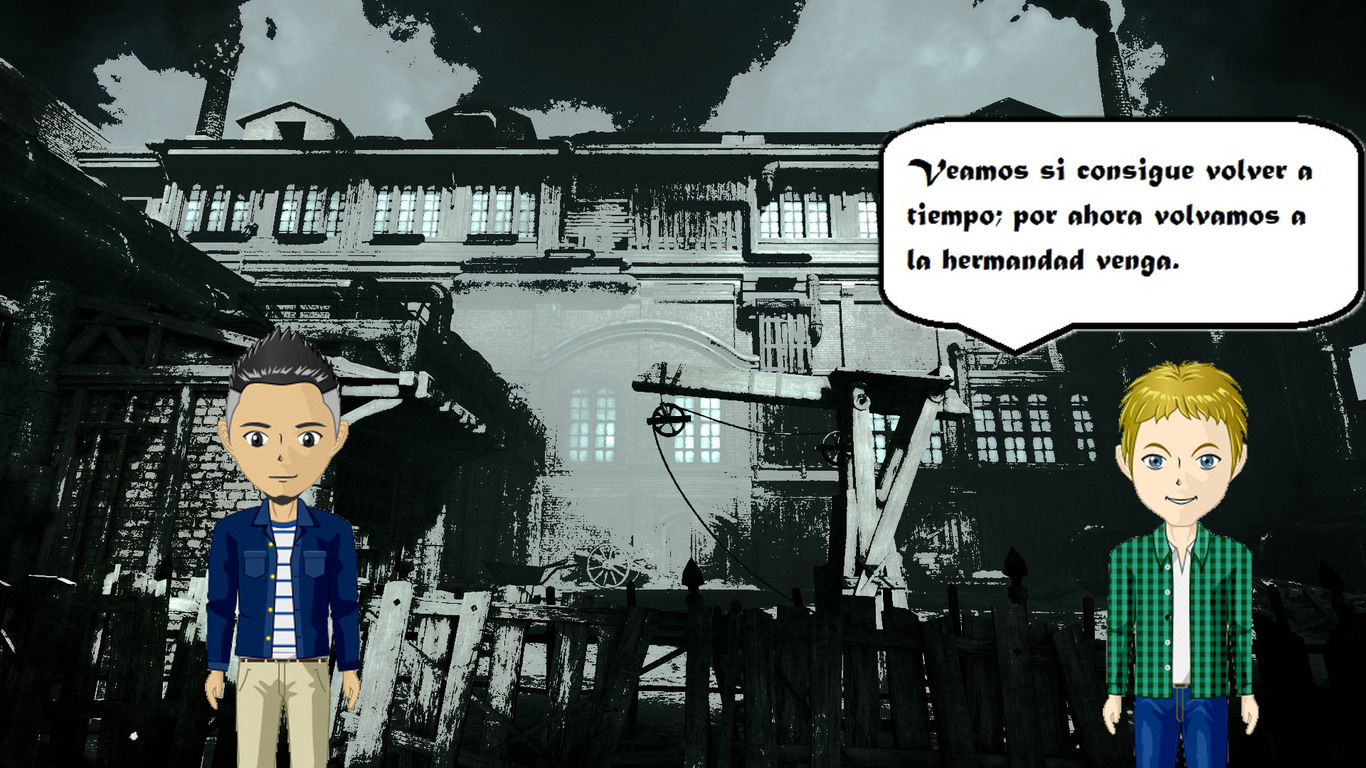 Veamos si consigue volver a
tiempo; por ahora volvamos a
la hermandad venga.